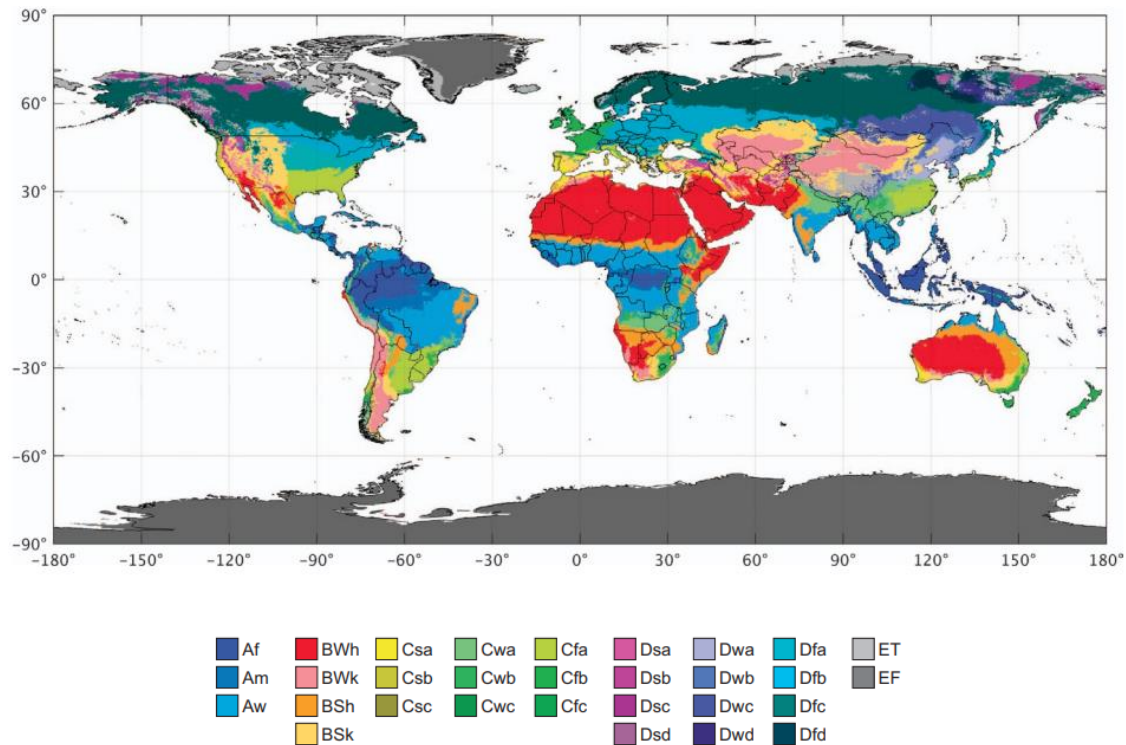 90°
60°
30°
0°
−30°
−60°
−90°
−180 −150 −120 −90 −60 −30 0 30 60 90 120 150 180°
Af BWh Csa Cwa Cfa Dsa Dwa Dfa ET
Am BWk Csb Cwb Cfb Dsb Dwb Dfb EF
Aw BSh Csc Cwc Cfc Dsc Dwc Dfc
BSk Dsd Dwd Dfd